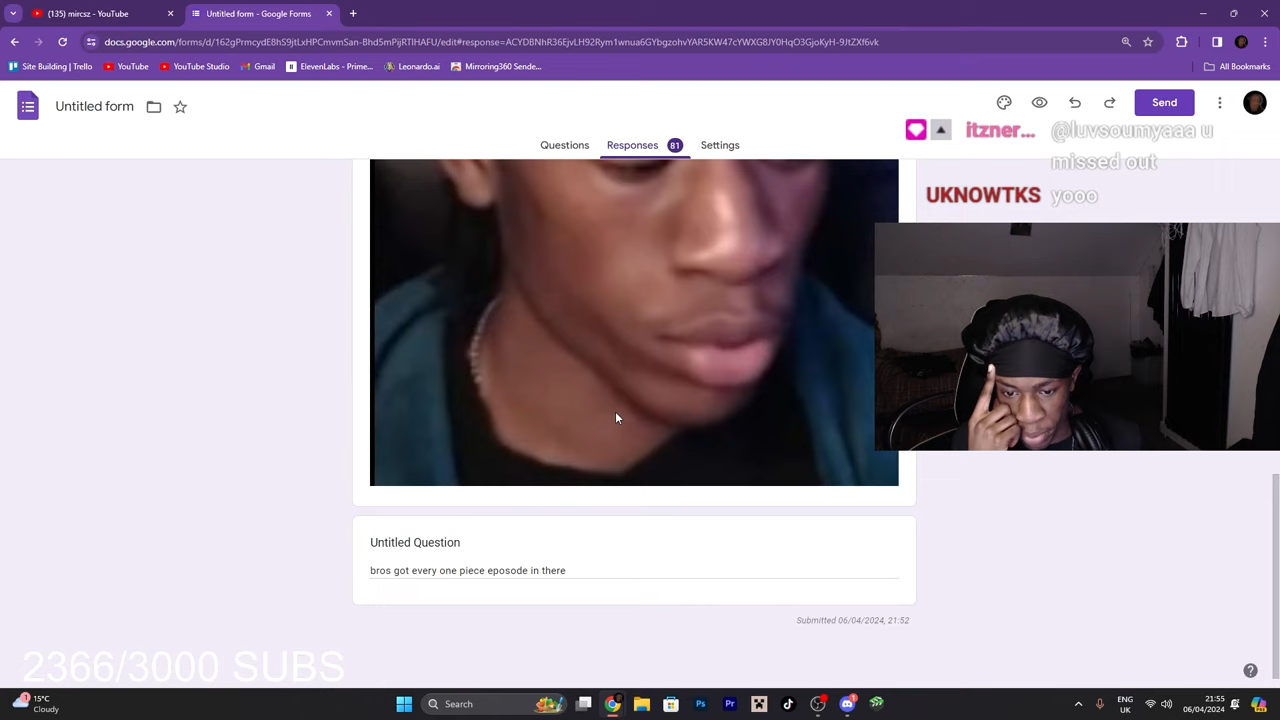 (135) mircsz - YouTube
Untitled form - Google Forms
docs.google.com/forms/d/162gPrmcydE8hS9jtLxHPCmvmSan-Bhd5mPijRTlHAFU/edit#response=ACYDBNhR36EjvLH92Rym1wnua6GYbgzohvYAR5KW47cYWXG8JY0HqO3GjoKyH-9JtZXf6vk
Site Building | Trello
YouTube
YouTube Studio
Gmail
ElevenLabs - Prime...
Leonardo.ai
Mirroring360 Sende...
All Bookmarks
Untitled form
Send
Questions
Responses 81
Settings
itzner... @luvsoumyaaa u
missed out
UKNOWTKS yooo
Untitled Question
bros got every one piece eposode in there
Submitted 06/04/2024, 21:52
2366/3000 SUBS
15°C
Cloudy
Search
ENG
UK
21:55
06/04/2024